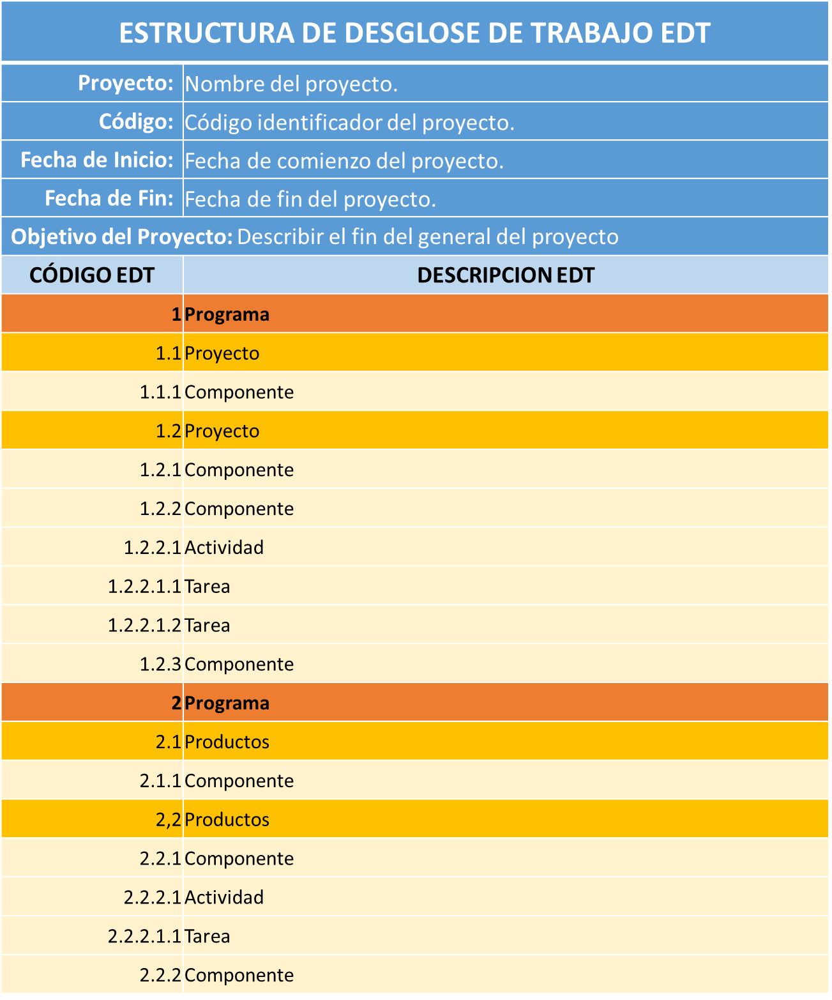 ESTRUCTURA DE DESGLOSE DE TRABAJO EDT
Proyecto: Nombre del proyecto.
Código: Código identificador del proyecto.
Fecha de Inicio: Fecha de comienzo del proyecto.
Fecha de Fin: Fecha de fin del proyecto.
Objetivo del Proyecto: Describir el fin del general del proyecto
CÓDIGO EDT DESCRIPCION EDT
1 Programa
1.1 Proyecto
1.1.1 Componente
1.2 Proyecto
1.2.1 Componente
1.2.2 Componente
1.2.2.1 Actividad
1.2.2.1.1 Tarea
1.2.2.1.2 Tarea
1.2.3 Componente
2 Programa
2.1 Productos
2.1.1 Componente
2,2 Productos
2.2.1 Componente
2.2.2.1 Actividad
2.2.2.1.1 Tarea
2.2.2 Componente